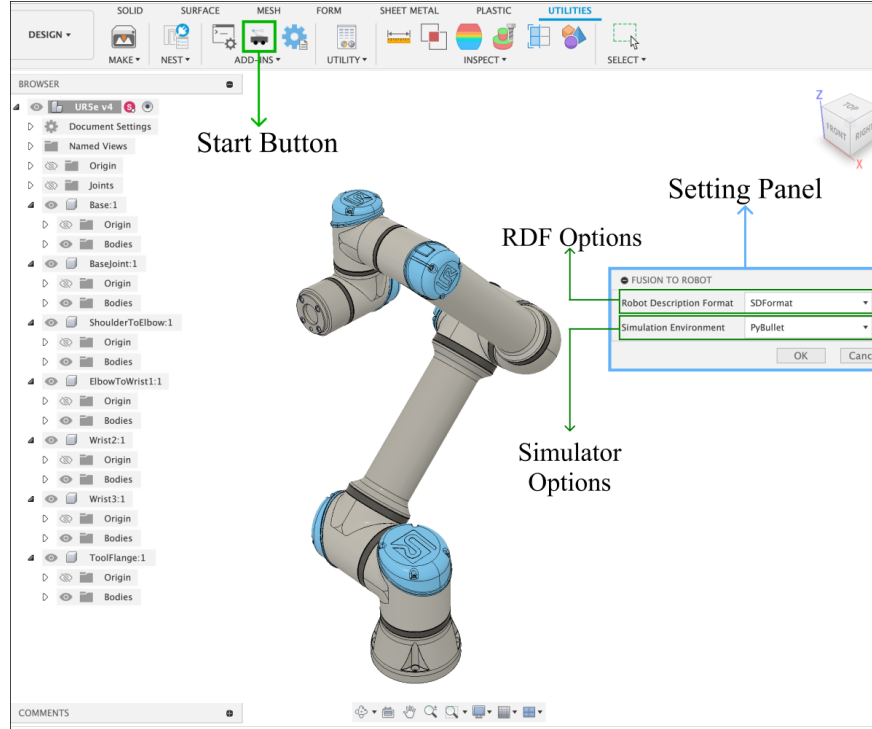 SOLID SURFACE MESH FORM SHEET METAL PLASTIC UTILITIES
DESIGN
MAKE NEST ADD-INS UTILITY INSPECT SELECT
BROWSER
UR5e v4 S
Document Settings
Named Views
Origin
Joints
Base:1
Origin
Bodies
BaseJoint:1
Origin
Bodies
ShoulderToElbow:1
Origin
Bodies
ElbowToWrist1:1
Origin
Bodies
Wrist2:1
Origin
Bodies
Wrist3:1
Origin
Bodies
ToolFlange:1
Origin
Bodies
COMMENTS
Start Button
Z
TOP
FRONT RIGHT
X
Setting Panel
RDF Options
FUSION TO ROBOT
Robot Description Format SDFormat
Simulation Environment PyBullet
OK Canc
Simulator
Options